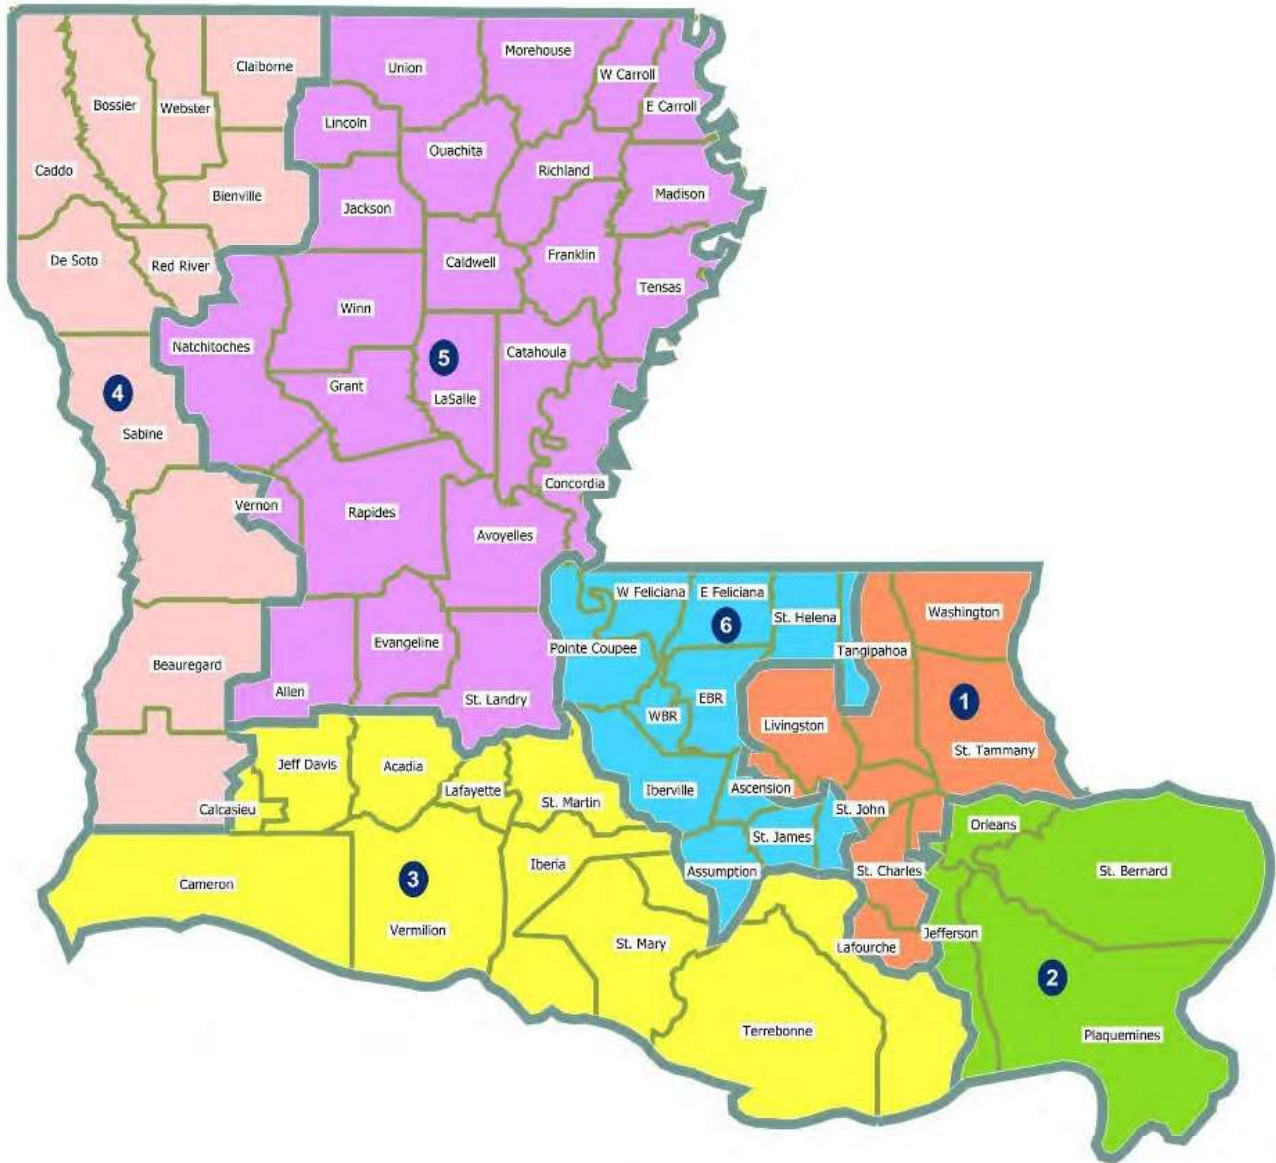 Claiborne
Union
Morehouse
W Carroll
E Carroll
Bossier
Webster
Lincoln
Ouachita
Richland
Caddo
Bienville
Jackson
Madison
De Soto
Red River
Caldwell
Franklin
Tensas
Winn
Natchitoches
5
Catahoula
4
Grant
LaSalle
Sabine
Concordia
Vernon
Rapides
Avoyelles
W Feliciana
E Feliciana
6
St. Helena
Washington
Evangeline
Pointe Coupee
Tangipahoa
Beauregard
Allen
St. Landry
EBR
1
WBR
Livingston
St. Tammany
Jeff Davis
Acadia
Lafayette
St. Martin
Iberville
Ascension
Calcasieu
St. John
St. James
Orleans
Iberia
Assumption
St. Charles
St. Bernard
Cameron
3
Vermilion
St. Mary
Lafourche
Jefferson
2
Terrebonne
Plaquemines